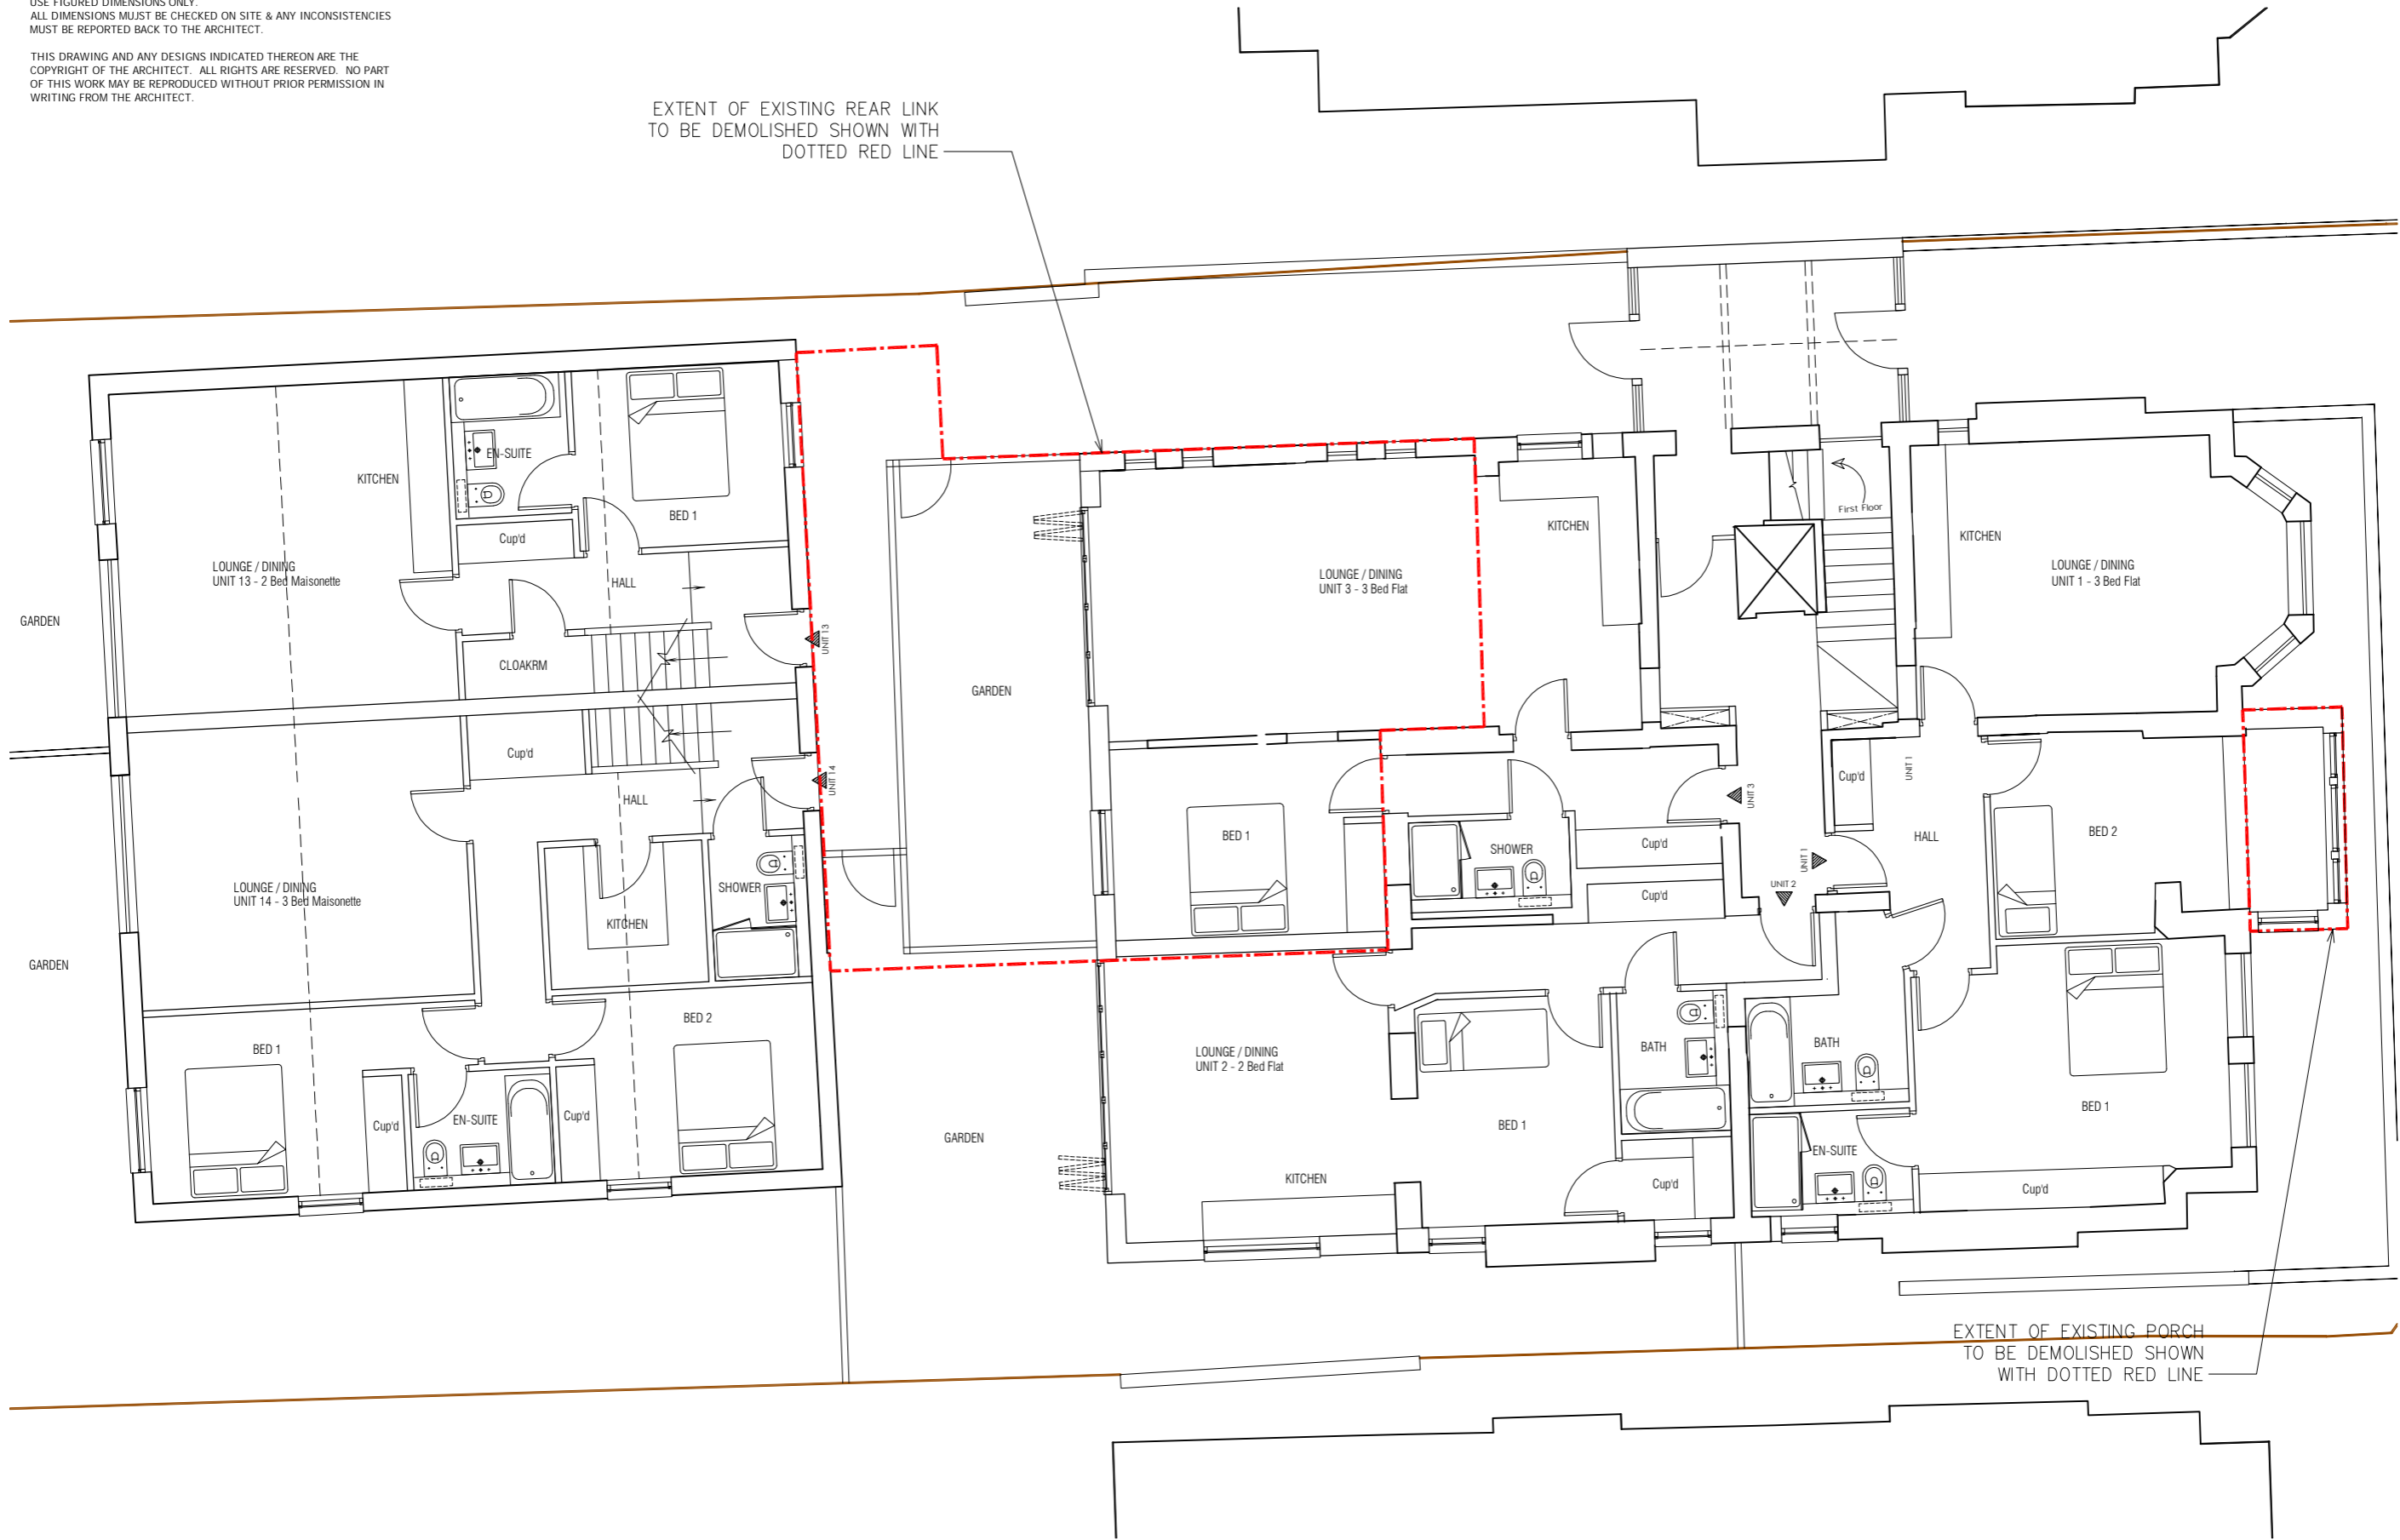 USE FIGURED DIMENSIONS ONLY.
ALL DIMENSIONS MUJST BE CHECKED ON SITE & ANY INCONSISTENCIES
MUST BE REPORTED BACK TO THE ARCHITECT.
THIS DRAWING AND ANY DESIGNS INDICATED THEREON ARE THE
COPYRIGHT OF THE ARCHITECT. ALL RIGHTS ARE RESERVED. NO PART
OF THIS WORK MAY BE REPRODUCED WITHOUT PRIOR PERMISSION IN
WRITING FROM THE ARCHITECT.
EXTENT OF EXISTING REAR LINK
TO BE DEMOLISHED SHOWN WITH
DOTTED RED LINE
EN-SUITE
KITCHEN
BED 1
Cup'd
LOUNGE / DINING
UNIT 13 - 2 Bed Maisonette
HALL
GARDEN
CLOAKRM
UNIT 13
Cup'd
UNIT 14
HALL
LOUNGE / DINING
UNIT 14 - 3 Bed Maisonette
SHOWER
KITCHEN
GARDEN
BED 2
BED 1
Cup'd
EN-SUITE
Cup'd
GARDEN
LOUNGE / DINING
UNIT 3 - 3 Bed Flat
KITCHEN
First Floor
KITCHEN
LOUNGE / DINING
UNIT 1 - 3 Bed Flat
BED 1
SHOWER
Cup'd
Cup'd
UNIT 3
UNIT 1
UNIT 2
Cup'd
UNIT 1
HALL
BED 2
LOUNGE / DINING
UNIT 2 - 2 Bed Flat
BATH
BATH
BED 1
BED 1
GARDEN
KITCHEN
Cup'd
EN-SUITE
Cup'd
EXTENT OF EXISTING PORCH
TO BE DEMOLISHED SHOWN
WITH DOTTED RED LINE